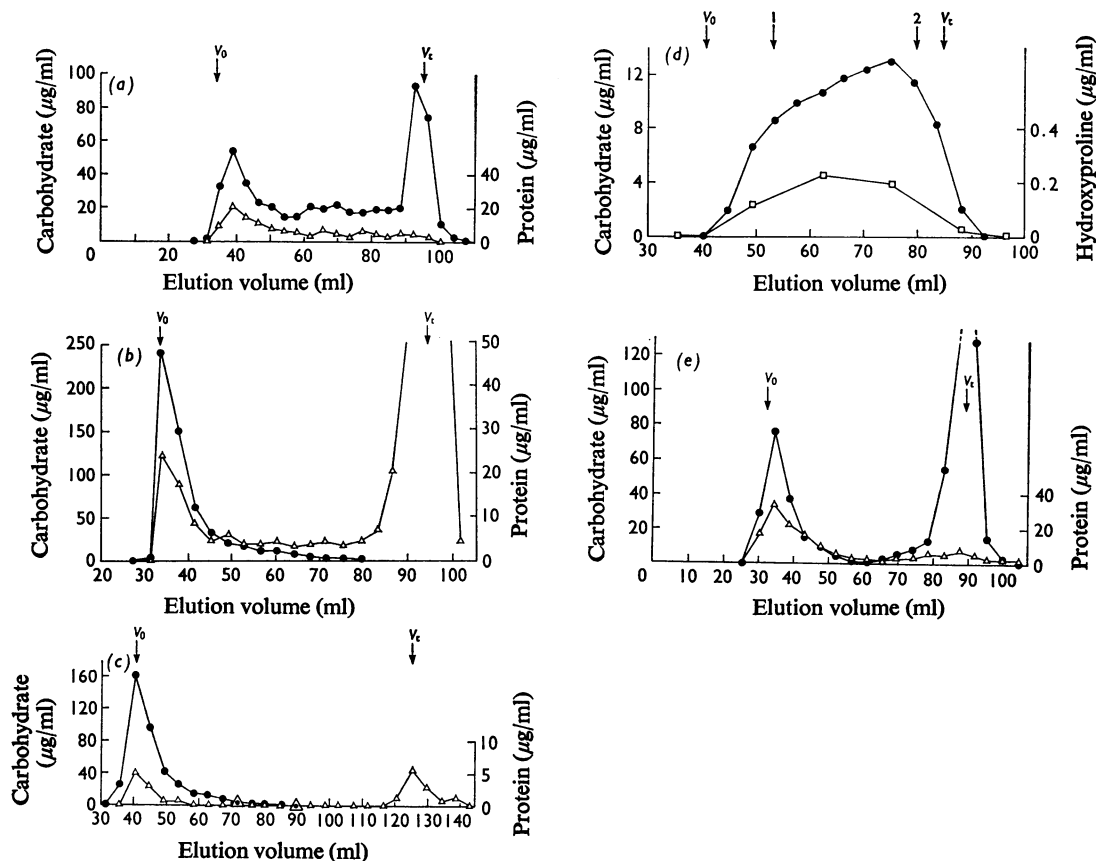 V₀
Vₜ
(a)
100
80
60
40
20
0
40
20
0
0 10 20 30 40 50 60 70 80 90 100
Carbohydrate (μg/ml)
Protein (μg/ml)
Elution volume (ml)
V₀
Vₜ
(b)
250
200
150
100
50
0
50
40
30
20
10
0
20 30 40 50 60 70 80 90 100
Carbohydrate (μg/ml)
Protein (μg/ml)
Elution volume (ml)
V₀
Vₜ
(c)
160
120
80
40
0
10
5
0
30 40 50 60 70 80 90 100 110 120 130 140
Carbohydrate
(μg/ml)
Protein (μg/ml)
Elution volume (ml)
V₀
1
2
Vₜ
(d)
12
8
4
0
0.4
0.2
0
30 40 50 60 70 80 90 100
Carbohydrate (μg/ml)
Hydroxyproline (μg/ml)
Elution volume (ml)
V₀
Vₜ
(e)
120
100
80
60
40
20
40
20
0
0 10 20 30 40 50 60 70 80 90 100
Carbohydrate (μg/ml)
Protein (μg/ml)
Elution volume (ml)